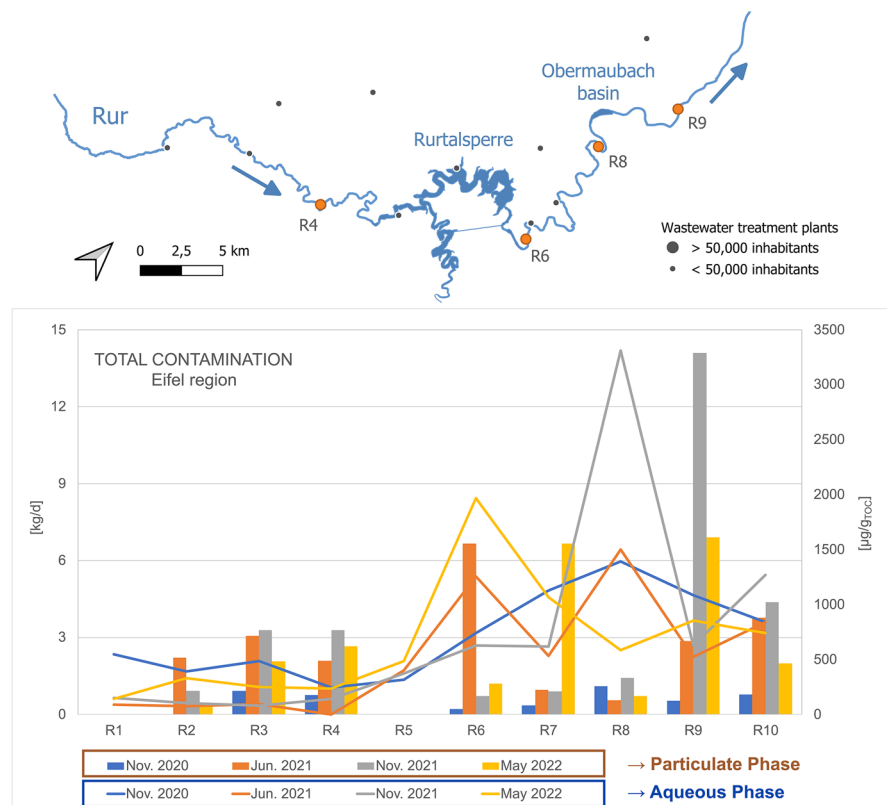 Obermaubach
basin
Rur
R9
Rurtalsperre
R8
R4
Wastewater treatment plants
> 50,000 inhabitants
< 50,000 inhabitants
0 2,5 5 km
R6
15 3500
TOTAL CONTAMINATION
Eifel region
3000
12
2500
9
2000
[kg/d] [µg/gTOC]
6 1500
1000
3
500
0 0
R1 R2 R3 R4 R5 R6 R7 R8 R9 R10
Nov. 2020 Jun. 2021 Nov. 2021 May 2022 → Particulate Phase
Nov. 2020 Jun. 2021 Nov. 2021 May 2022 → Aqueous Phase